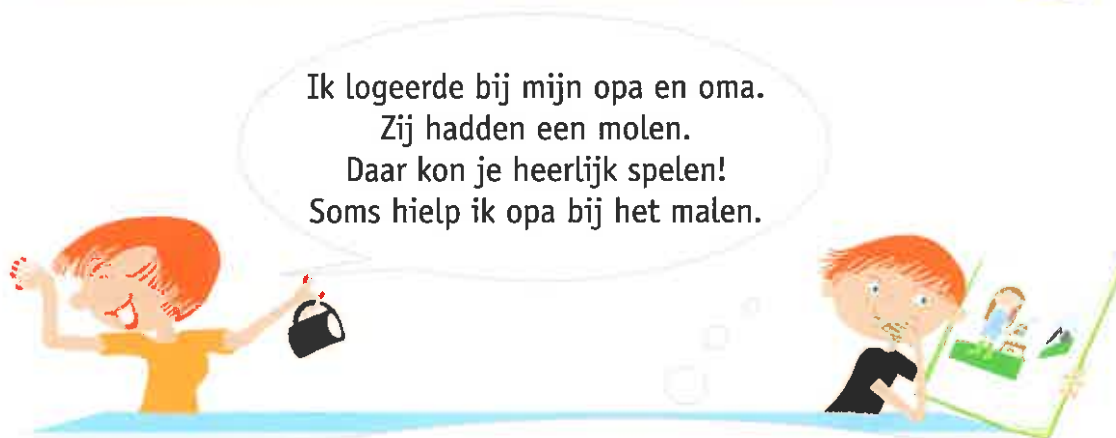 Ik logeerde bij mijn opa en oma.
Zij hadden een molen.
Daar kon je heerlijk spelen!
Soms hielp ik opa bij het malen.